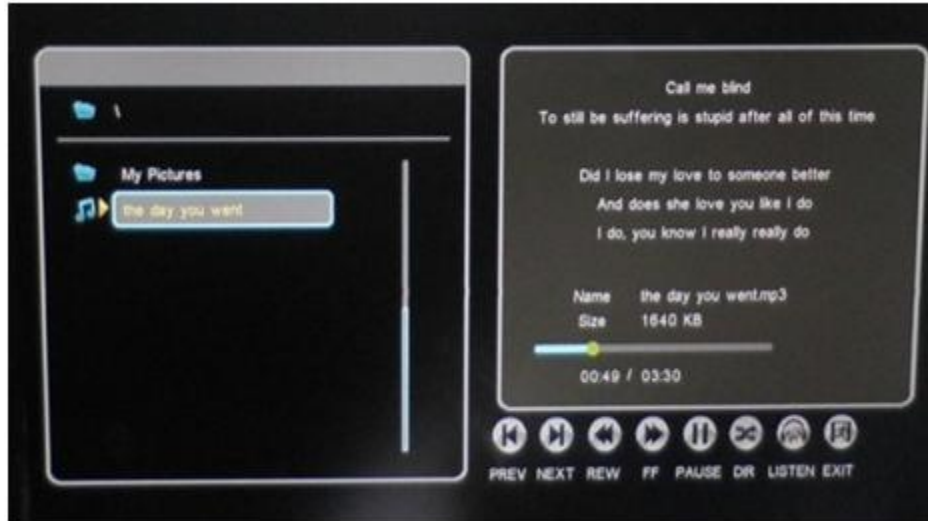 \
My Pictures
the day you went
Call me blind
To still be suffering is stupid after all of this time
Did I lose my love to someone better
And does she love you like I do
I do, you know I really really do
Name the day you went.mp3
Size 1640 KB
00:49 / 03:30
PREV NEXT REW FF PAUSE DIR LISTEN EXIT